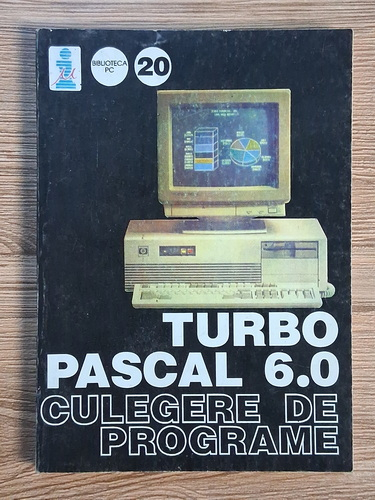 BIBLIOTECA
PC
20
TURBO
PASCAL 6.0
CULEGERE DE
PROGRAME